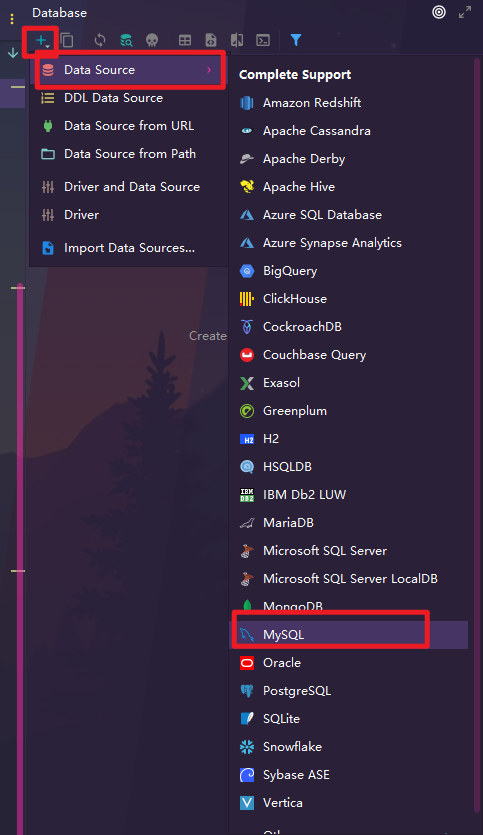 Database
Data Source
DDL Data Source
Data Source from URL
Data Source from Path
Driver and Data Source
Driver
Import Data Sources...
Create
Complete Support
Amazon Redshift
Apache Cassandra
Apache Derby
Apache Hive
Azure SQL Database
Azure Synapse Analytics
BigQuery
ClickHouse
CockroachDB
Couchbase Query
Exasol
Greenplum
H2
H2
HSQLDB
IBM DB2
IBM Db2 LUW
MariaDB
Microsoft SQL Server
Microsoft SQL Server LocalDB
MongoDB
MySQL
Oracle
PostgreSQL
SQLite
Snowflake
Sybase ASE
Vertica